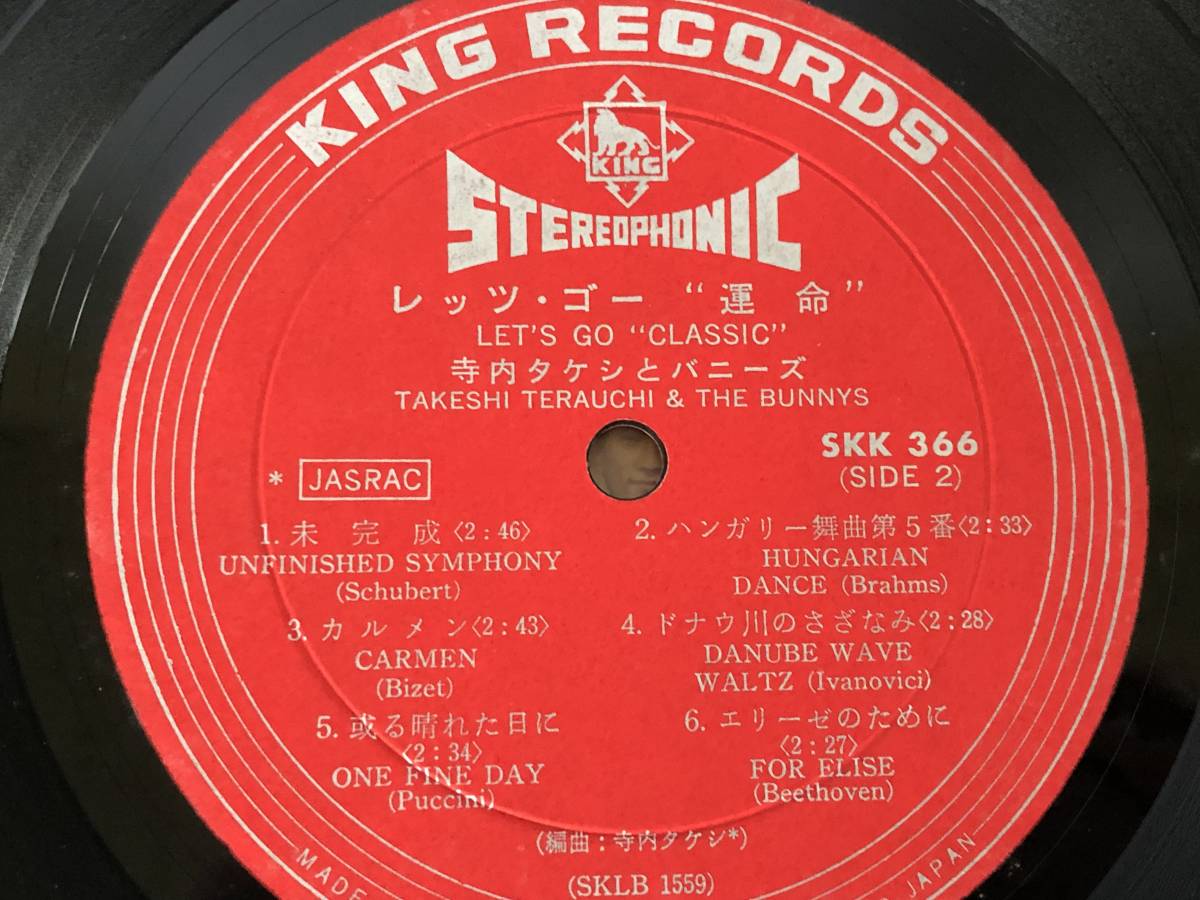 KING RECORDS
KING
STEREOPHONIC
レッツ・ゴー “運 命”
LET'S GO “CLASSIC”
寺内タケシとバニーズ
TAKESHI TERAUCHI & THE BUNNYS
SKK 366
(SIDE 2)
* JASRAC
1. 未 完 成〈2:46〉
UNFINISHED SYMPHONY
(Schubert)
2. ハンガリー舞曲第5番〈2:33〉
HUNGARIAN
DANCE (Brahms)
3. カ ル メ ン〈2:43〉
CARMEN
(Bizet)
4. ドナウ川のさざなみ〈2:28〉
DANUBE WAVE
WALTZ (Ivanovici)
5. 或る晴れた日に
〈2:34〉
ONE FINE DAY
(Puccini)
6. エリーゼのために
〈2:27〉
FOR ELISE
(Beethoven)
(編曲:寺内タケシ*)
(SKLB 1559)
MADE
JAPAN